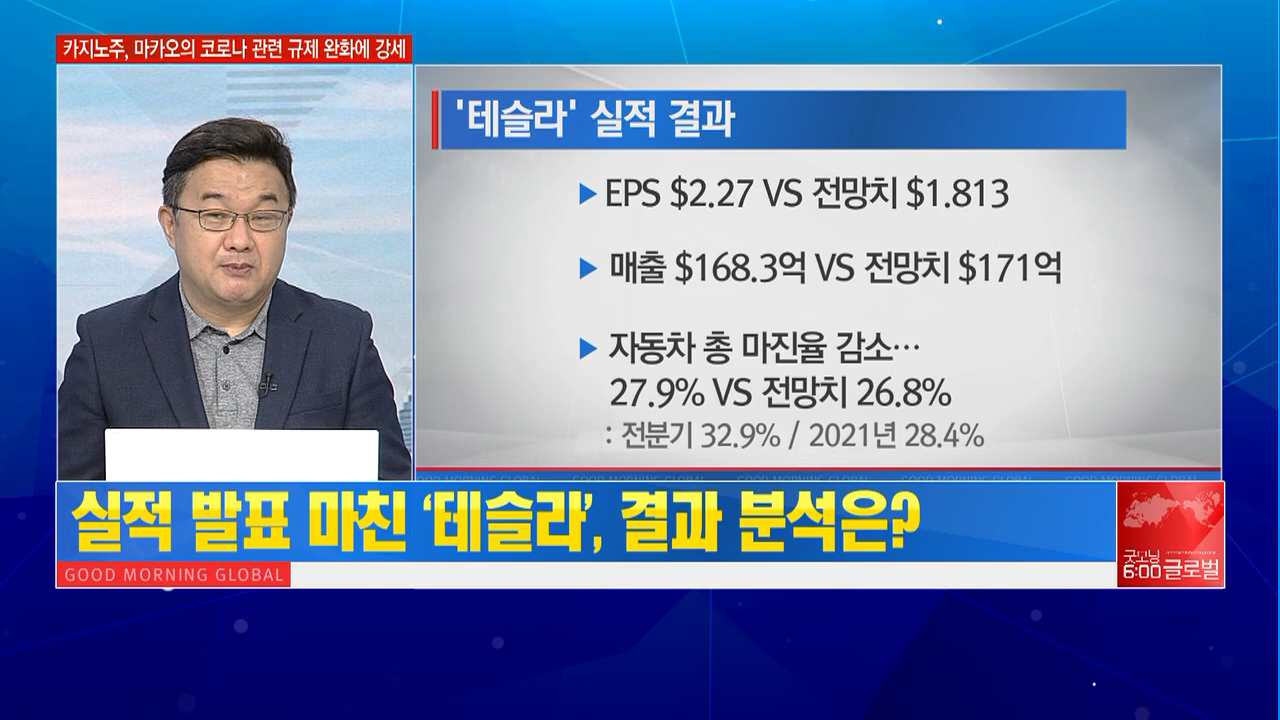 카지노주, 마카오의 코로나 관련 규제 완화에 강세
'테슬라' 실적 결과
▶EPS $2.27 VS 전망치 $1.813
▶ 매출 $168.3억 VS 전망치 $171억
▶ 자동차 총 마진율 감소…
27.9% VS 전망치 26.8%
: 전분기 32.9% / 2021년 28.4%
실적 발표 마친 ‘테슬라’, 결과 분석은?
GOOD MORNING GLOBAL
굿모닝
6:00 글로벌